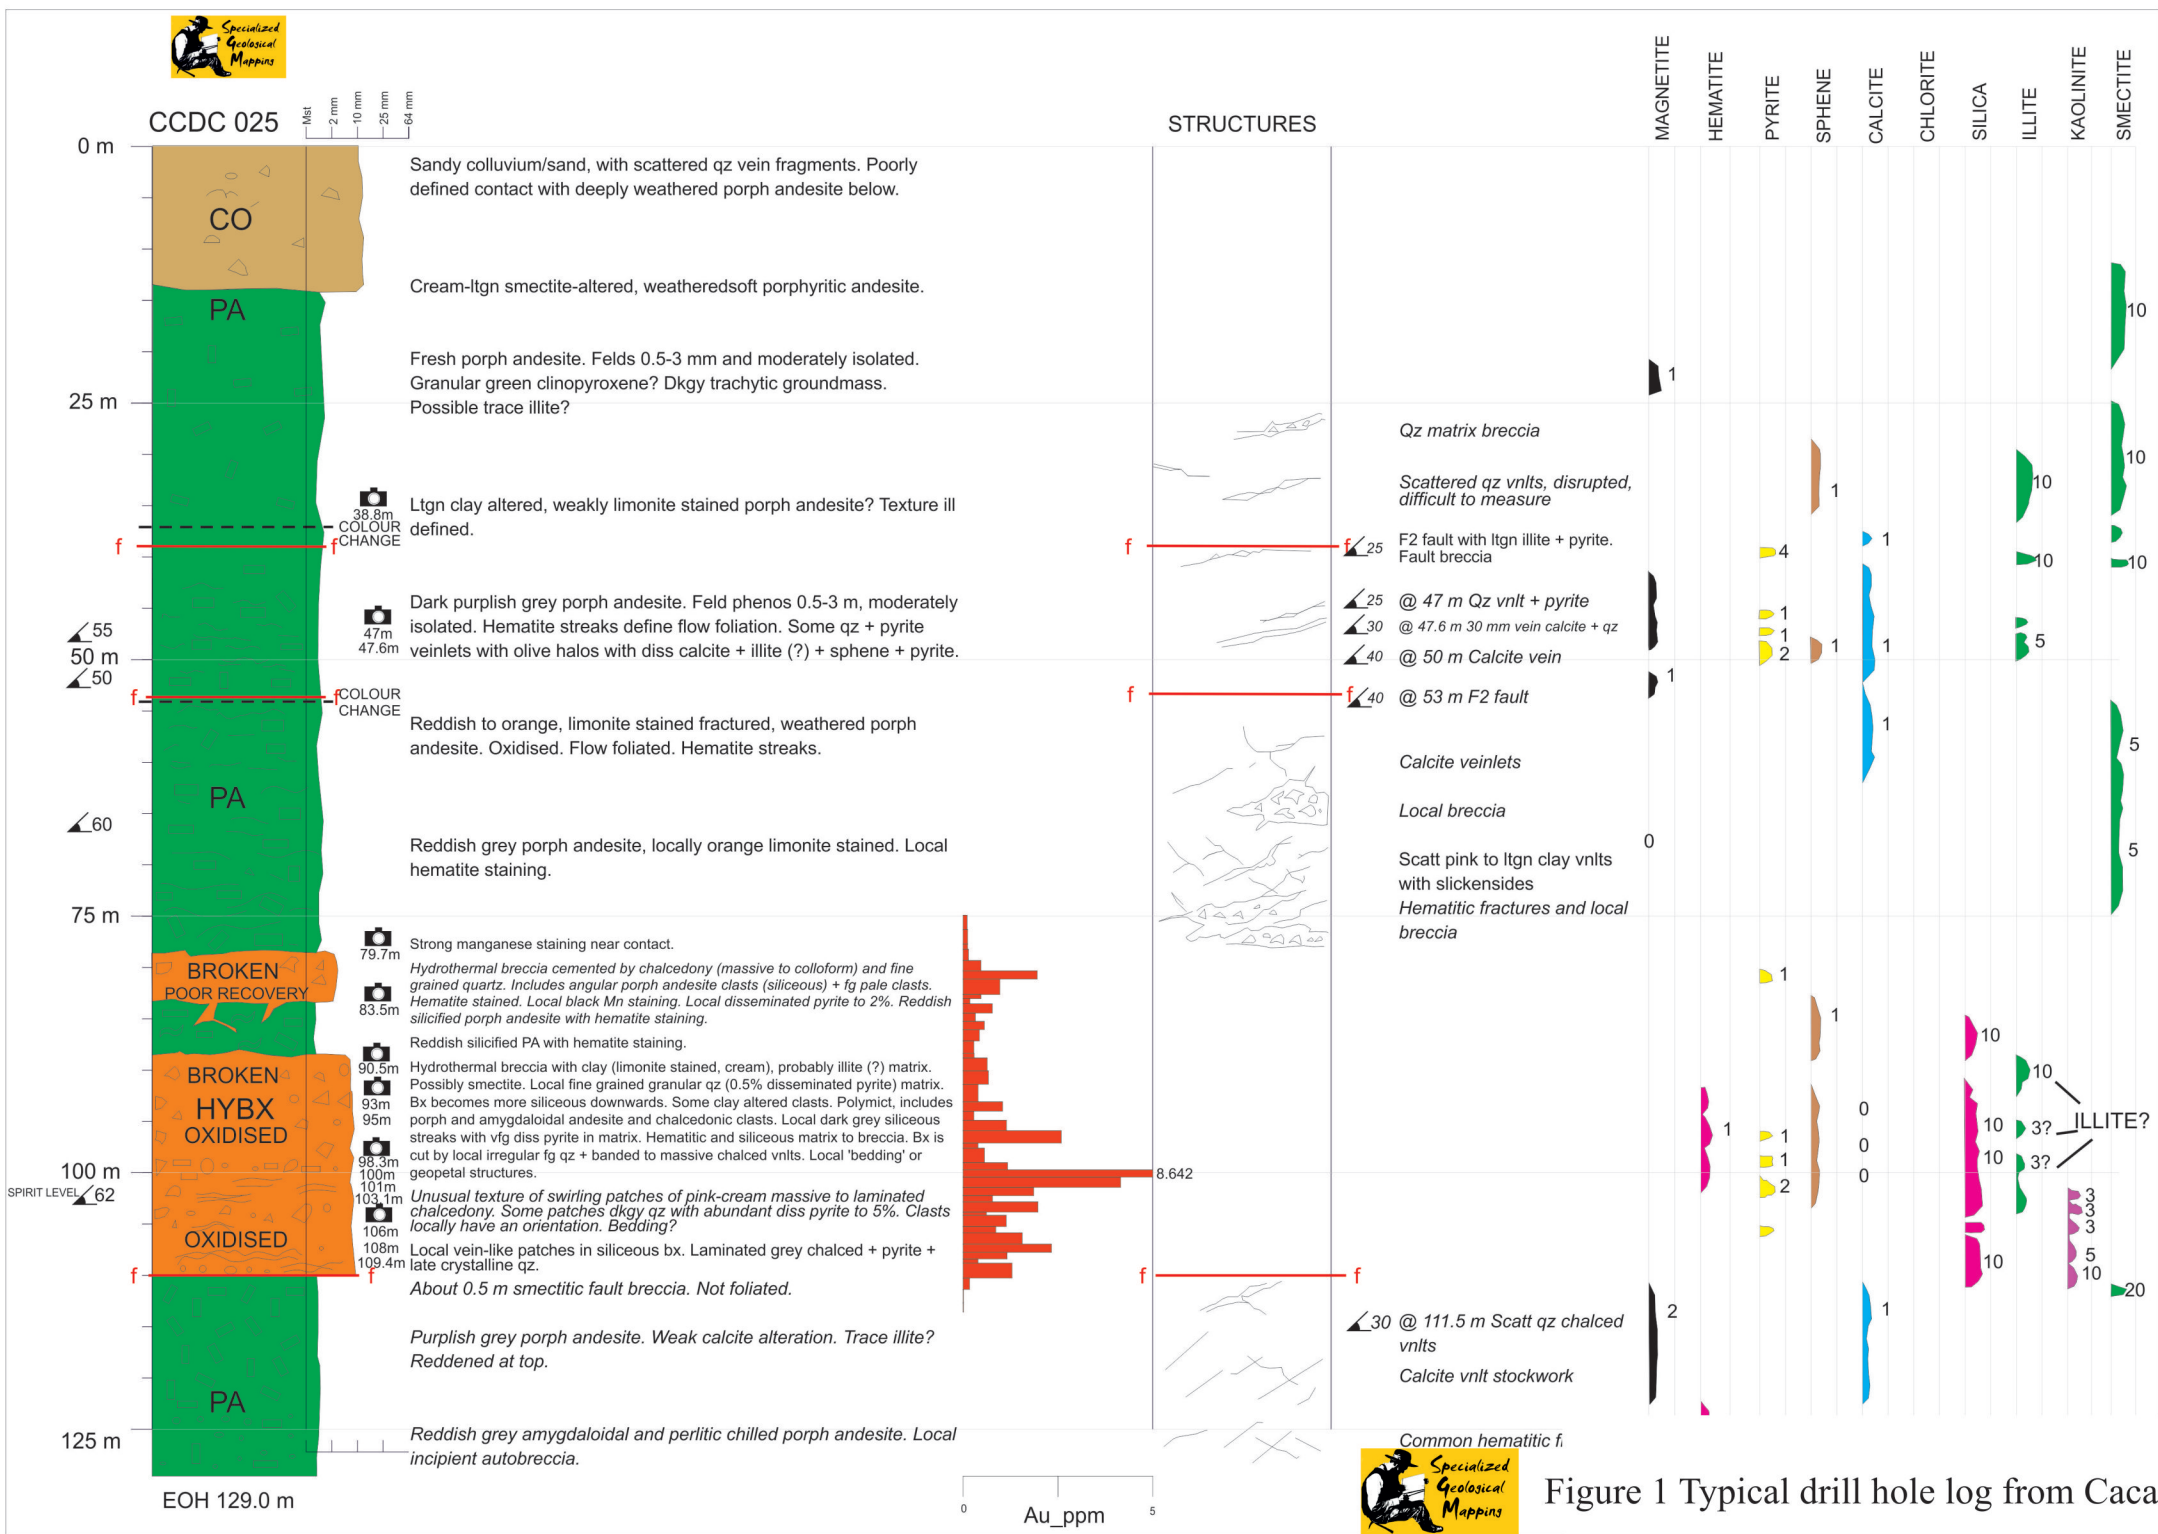 Specialized
Geological
Mapping
CCDC 025
Mst
2 mm
10 mm
25 mm
64 mm
STRUCTURES
MAGNETITE
HEMATITE
PYRITE
SPHENE
CALCITE
CHLORITE
SILICA
ILLITE
KAOLINITE
SMECTITE
0 m
Sandy colluvium/sand, with scattered qz vein fragments. Poorly
defined contact with deeply weathered porph andesite below.
CO
Cream-ltgn smectite-altered, weatheredsoft porphyritic andesite.
PA
10
Fresh porph andesite. Felds 0.5-3 mm and moderately isolated.
Granular green clinopyroxene? Dkgy trachytic groundmass.
Possible trace illite?
1
25 m
Qz matrix breccia
10
Scattered qz vnlts, disrupted,
difficult to measure
1
10
38.8m
Ltgn clay altered, weakly limonite stained porph andesite? Texture ill
defined.
COLOUR
CHANGE
f
f
f
f
25
F2 fault with ltgn illite + pyrite.
Fault breccia
4
1
10
10
Dark purplish grey porph andesite. Feld phenos 0.5-3 m, moderately
isolated. Hematite streaks define flow foliation. Some qz + pyrite
veinlets with olive halos with diss calcite + illite (?) + sphene + pyrite.
47m
47.6m
55
50 m
50
25 @ 47 m Qz vnlt + pyrite
30 @ 47.6 m 30 mm vein calcite + qz
40 @ 50 m Calcite vein
1
1
2
1
1
5
1
f
f
COLOUR
CHANGE
f
f
40 @ 53 m F2 fault
Reddish to orange, limonite stained fractured, weathered porph
andesite. Oxidised. Flow foliated. Hematite streaks.
1
5
Calcite veinlets
PA
Local breccia
60
Reddish grey porph andesite, locally orange limonite stained. Local
hematite staining.
0
5
Scatt pink to ltgn clay vnlts
with slickensides
Hematitic fractures and local
breccia
75 m
79.7m
Strong manganese staining near contact.
BROKEN
POOR RECOVERY
83.5m
Hydrothermal breccia cemented by chalcedony (massive to colloform) and fine
grained quartz. Includes angular porph andesite clasts (siliceous) + fg pale clasts.
Hematite stained. Local black Mn staining. Local disseminated pyrite to 2%. Reddish
silicified porph andesite with hematite staining.
1
1
10
Reddish silicified PA with hematite staining.
90.5m
BROKEN
HYBX
OXIDISED
93m
95m
98.3m
100m
101m
103.1m
Hydrothermal breccia with clay (limonite stained, cream), probably illite (?) matrix.
Possibly smectite. Local fine grained granular qz (0.5% disseminated pyrite) matrix.
Bx becomes more siliceous downwards. Some clay altered clasts. Polymict, includes
porph and amygdaloidal andesite and chalcedonic clasts. Local dark grey siliceous
streaks with vfg diss pyrite in matrix. Hematitic and siliceous matrix to breccia. Bx is
cut by local irregular fg qz + banded to massive chalced vnlts. Local 'bedding' or
geopetal structures.
10
0
1
1
0
10
3?
ILLITE?
1
0
10
3?
100 m
8.642
SPIRIT LEVEL
62
2
Unusual texture of swirling patches of pink-cream massive to laminated
chalcedony. Some patches dkgy qz with abundant diss pyrite to 5%. Clasts
locally have an orientation. Bedding?
3
3
3
5
10
10
OXIDISED
106m
108m
109.4m
Local vein-like patches in siliceous bx. Laminated grey chalced + pyrite +
late crystalline qz.
f
f
f
f
About 0.5 m smectitic fault breccia. Not foliated.
20
2
1
30 @ 111.5 m Scatt qz chalced
vnlts
Purplish grey porph andesite. Weak calcite alteration. Trace illite?
Reddened at top.
Calcite vnlt stockwork
PA
125 m
Reddish grey amygdaloidal and perlitic chilled porph andesite. Local
incipient autobreccia.
Common hematitic
EOH 129.0 m
0
5
Au_ppm
Specialized
Geological
Mapping
Figure 1 Typical drill hole log from Caca